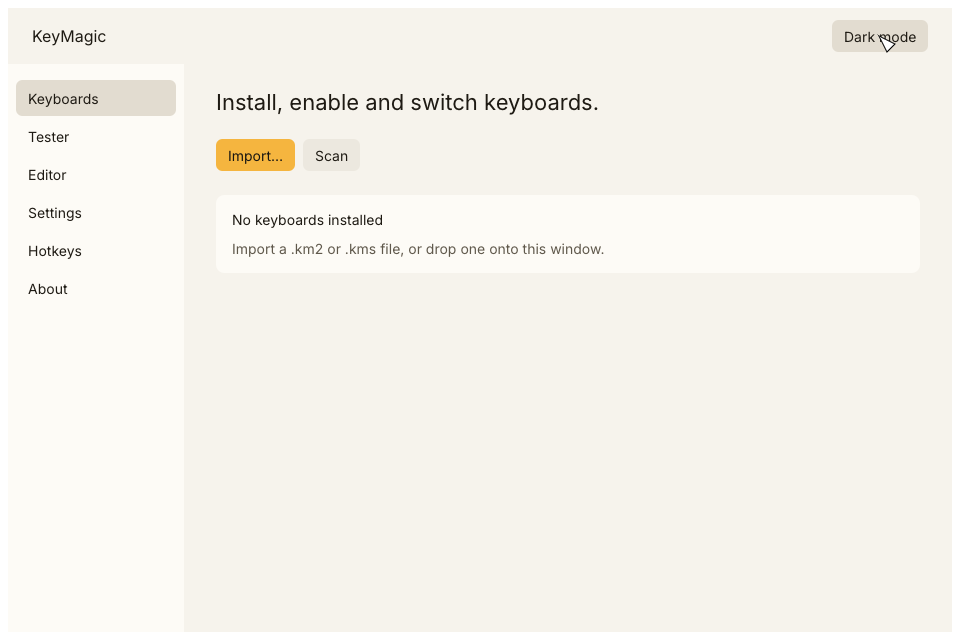 KeyMagic
Dark mode
Keyboards
Tester
Editor
Settings
Hotkeys
About
Install, enable and switch keyboards.
Import...
Scan
No keyboards installed
Import a .km2 or .kms file, or drop one onto this window.